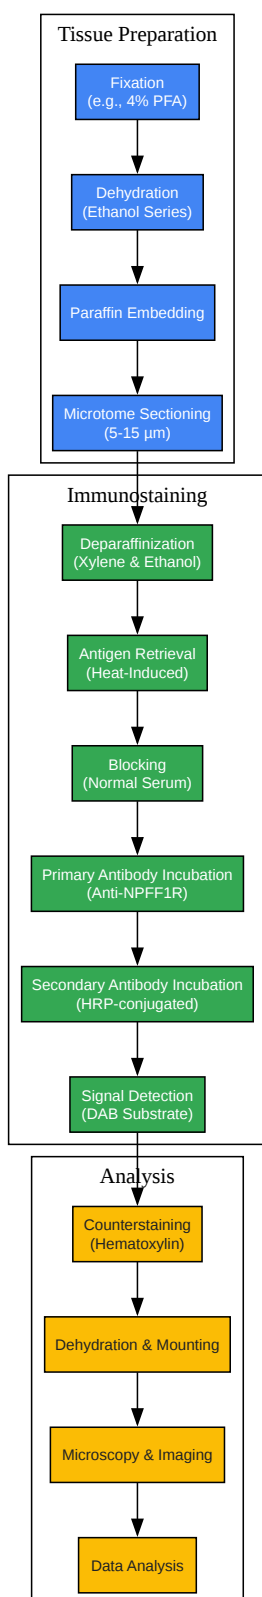 Tissue Preparation
Fixation
(e.g., 4% PFA)
Dehydration
(Ethanol Series)
Paraffin Embedding
Microtome Sectioning
(5-15 µm)
Immunostaining
Deparaffinization
(Xylene & Ethanol)
Antigen Retrieval
(Heat-Induced)
Blocking
(Normal Serum)
Primary Antibody Incubation
(Anti-NPFF1R)
Secondary Antibody Incubation
(HRP-conjugated)
Signal Detection
(DAB Substrate)
Analysis
Counterstaining
(Hematoxylin)
Dehydration & Mounting
Microscopy & Imaging
Data Analysis